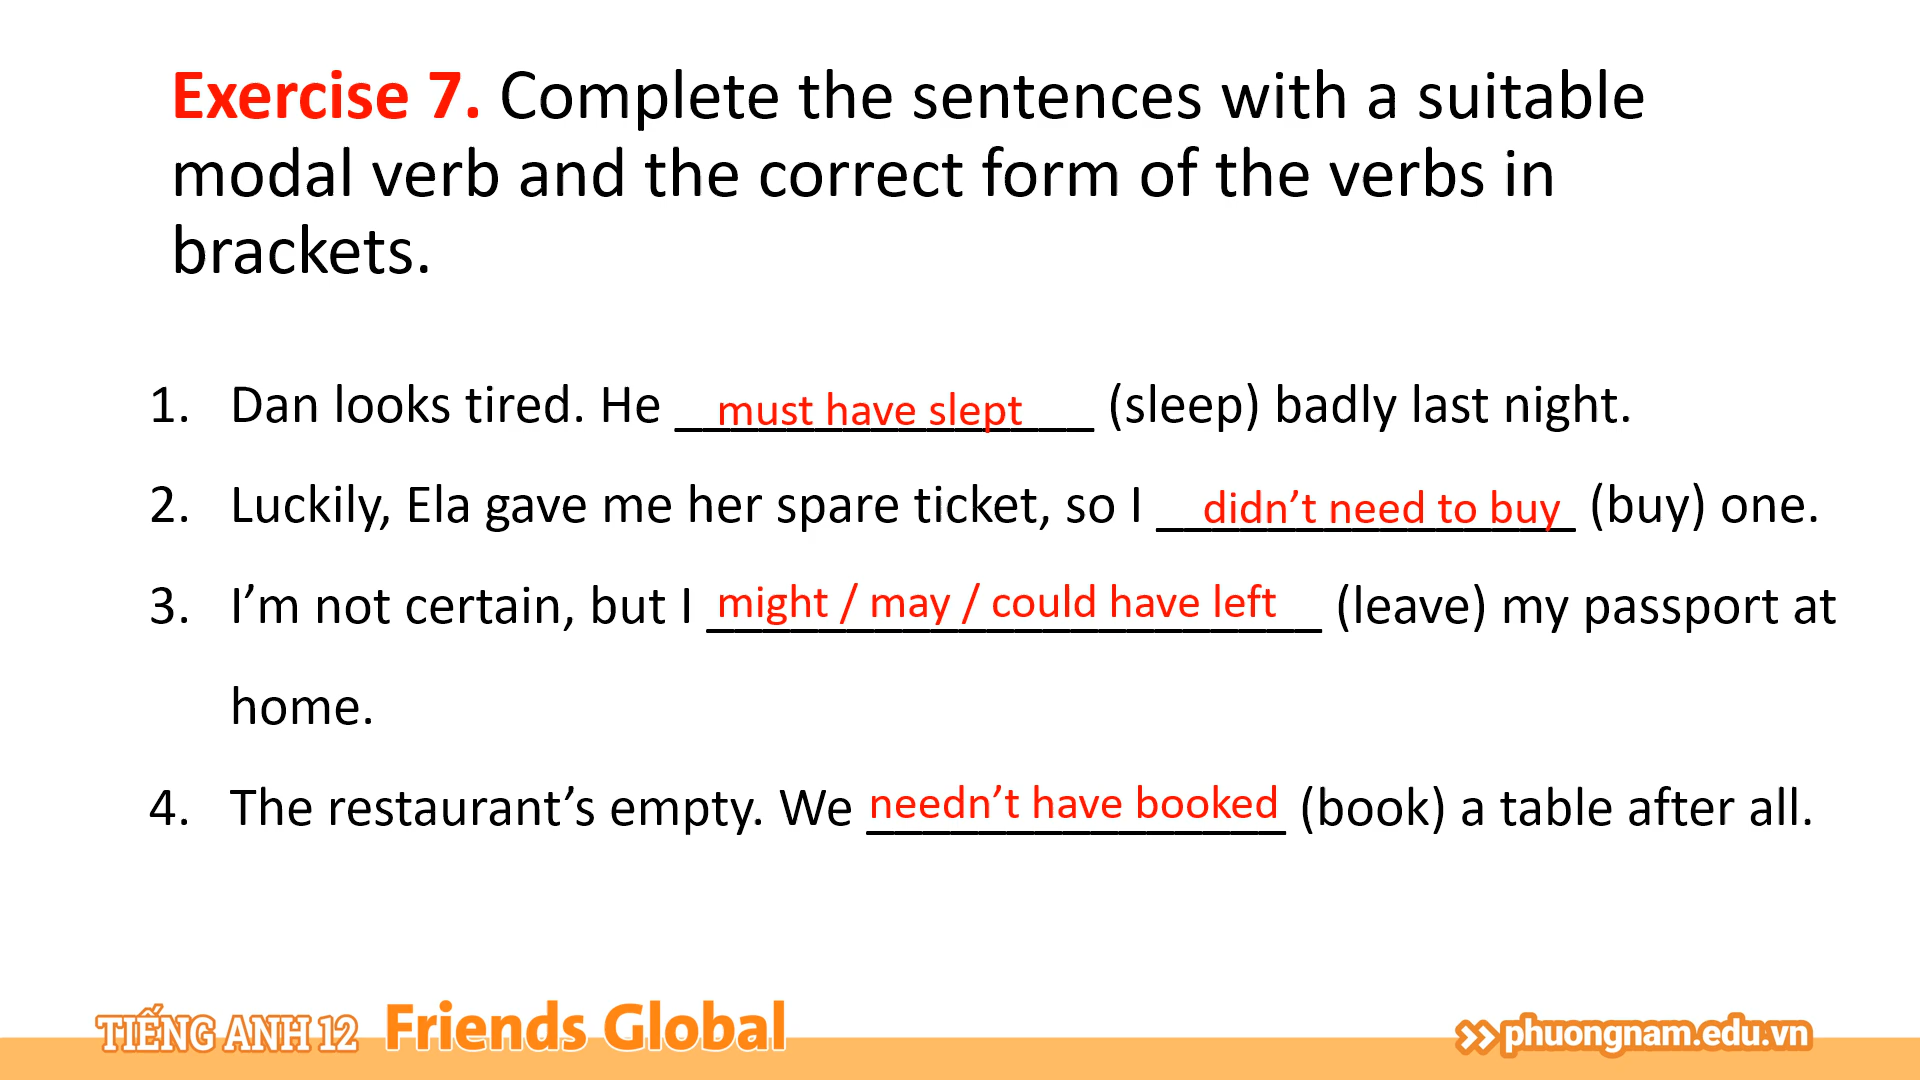 Exercise 7. Complete the sentences with a suitable
modal verb and the correct form of the verbs in
brackets.
1. Dan looks tired. He must have slept (sleep) badly last night.
2. Luckily, Ela gave me her spare ticket, so I didn’t need to buy (buy) one.
3. I’m not certain, but I might / may / could have left (leave) my passport at
home.
4. The restaurant’s empty. We needn’t have booked (book) a table after all.
TIẾNG ANH 12 Friends Global
phuongnam.edu.vn